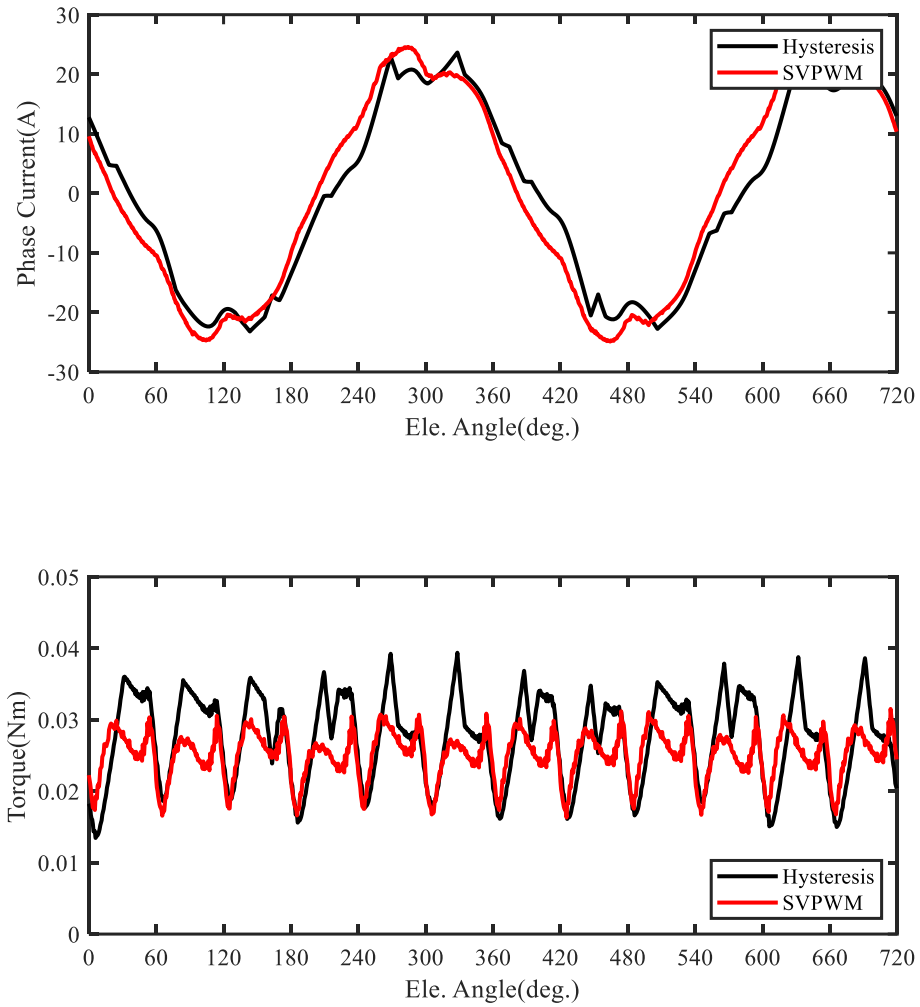 30
20
10
0
-10
-20
-30
Phase Current(A)
Hysteresis
SVPWM
0 60 120 180 240 300 360 420 480 540 600 660 720
Ele. Angle(deg.)
0.05
0.04
0.03
0.02
0.01
0
Torque(Nm)
Hysteresis
SVPWM
0 60 120 180 240 300 360 420 480 540 600 660 720
Ele. Angle(deg.)